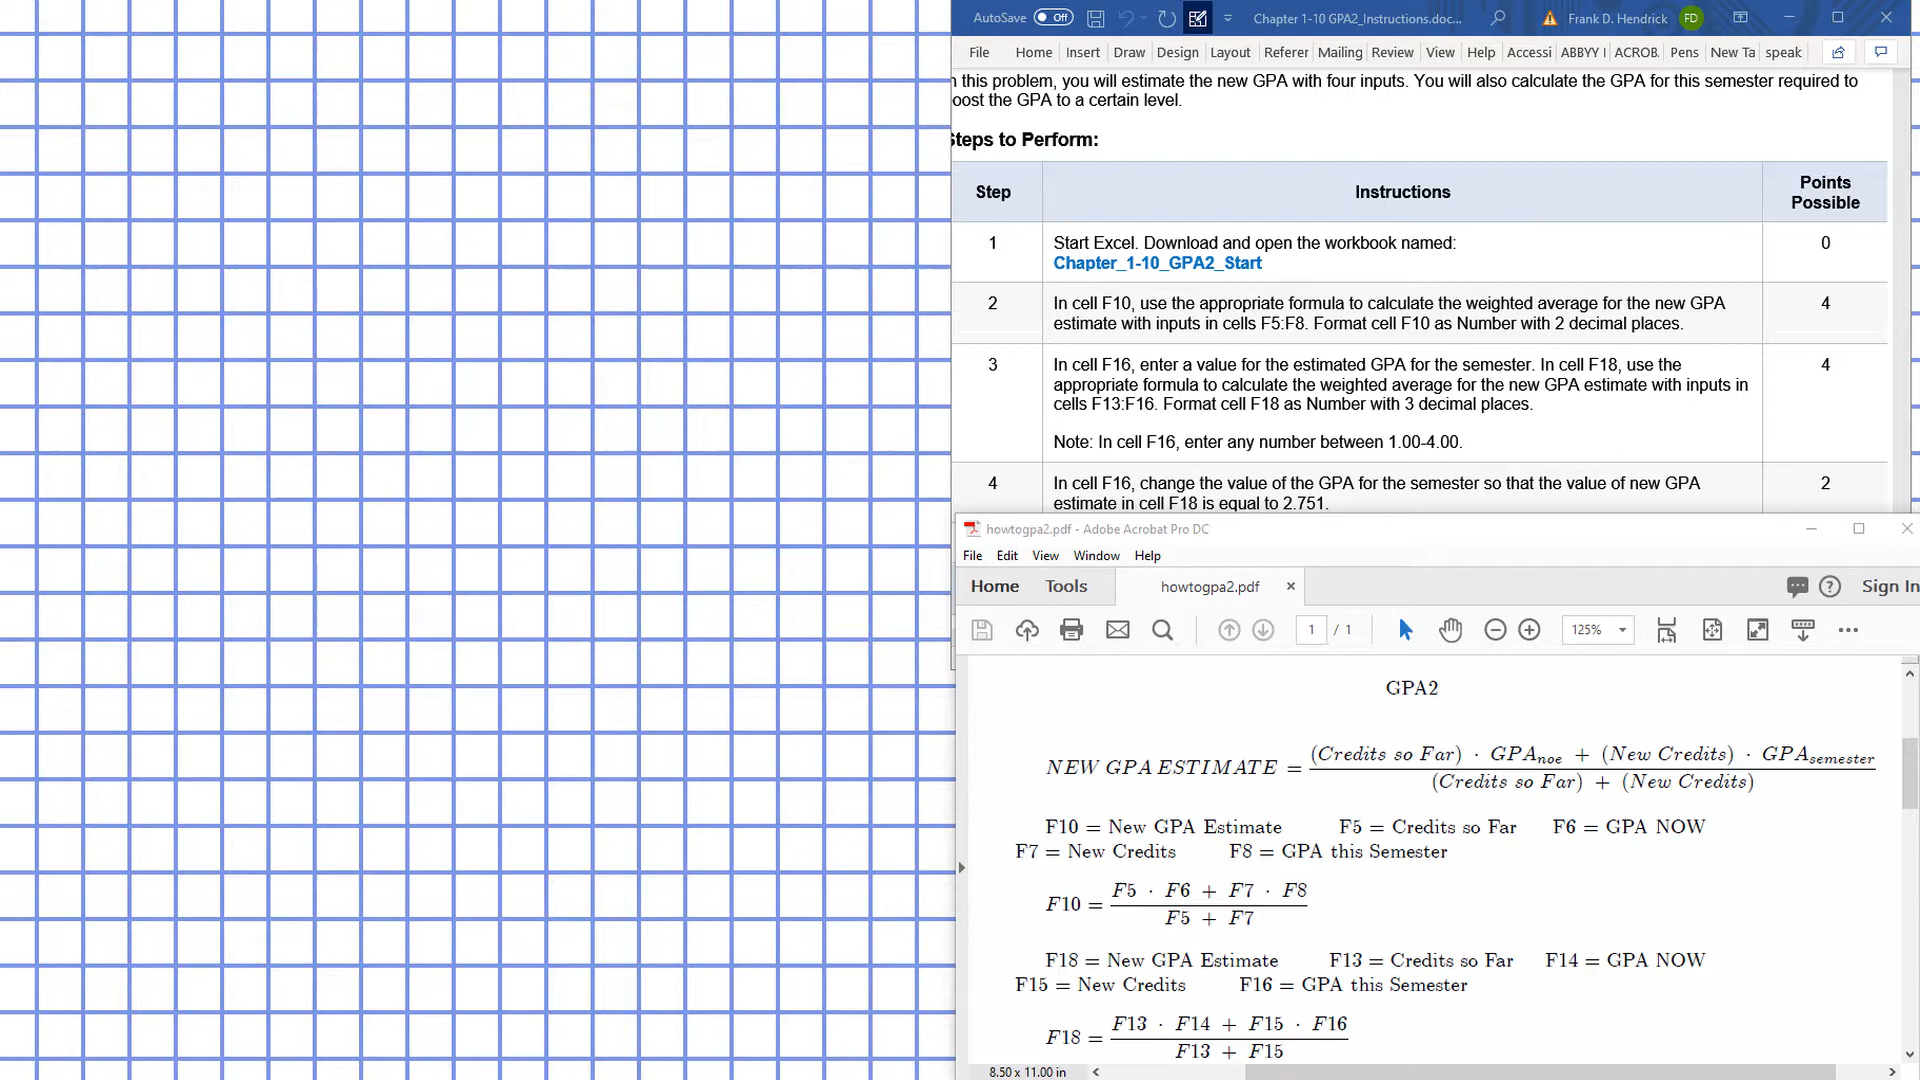 AutoSave Off Chapter 1-10 GPA2_Instructions.doc... Frank D. Hendrick FD
File Home Insert Draw Design Layout Referer Mailing Review View Help Accessi ABBYY I ACROB Pens New Ta speak
n this problem, you will estimate the new GPA with four inputs. You will also calculate the GPA for this semester required to
oost the GPA to a certain level.
Steps to Perform:
Step Instructions Points Possible
1 Start Excel. Download and open the workbook named: 0
Chapter_1-10_GPA2_Start
2 In cell F10, use the appropriate formula to calculate the weighted average for the new GPA 4
estimate with inputs in cells F5:F8. Format cell F10 as Number with 2 decimal places.
3 In cell F16, enter a value for the estimated GPA for the semester. In cell F18, use the 4
appropriate formula to calculate the weighted average for the new GPA estimate with inputs in
cells F13:F16. Format cell F18 as Number with 3 decimal places.
Note: In cell F16, enter any number between 1.00-4.00.
4 In cell F16, change the value of the GPA for the semester so that the value of new GPA 2
estimate in cell F18 is equal to 2.751.
howtogpa2.pdf - Adobe Acrobat Pro DC
File Edit View Window Help
Home Tools howtogpa2.pdf × Sign In
1 / 1 125%
GPA2
NEW GPA ESTIMATE = (Credits so Far) · GPAnoe + (New Credits) · GPAsemester
(Credits so Far) + (New Credits)
F10 = New GPA Estimate F5 = Credits so Far F6 = GPA NOW
F7 = New Credits F8 = GPA this Semester
F10 = F5 · F6 + F7 · F8
F5 + F7
F18 = New GPA Estimate F13 = Credits so Far F14 = GPA NOW
F15 = New Credits F16 = GPA this Semester
F18 = F13 · F14 + F15 · F16
F13 + F15
8.50 x 11.00 in